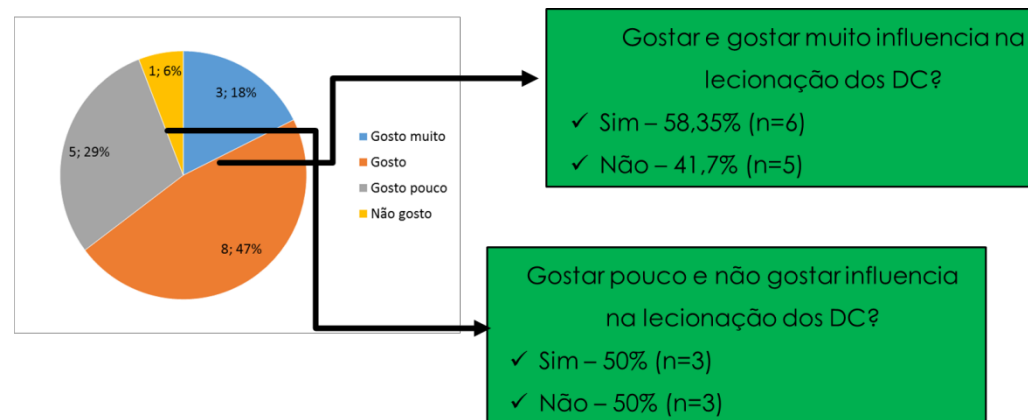 1; 6%
3; 18%
5; 29%
8; 47%
Gosto muito
Gosto
Gosto pouco
Não gosto
Gostar e gostar muito influencia na
lecionação dos DC?
✓ Sim – 58,35% (n=6)
✓ Não – 41,7% (n=5)
Gostar pouco e não gostar influencia
na lecionação dos DC?
✓ Sim – 50% (n=3)
✓ Não – 50% (n=3)